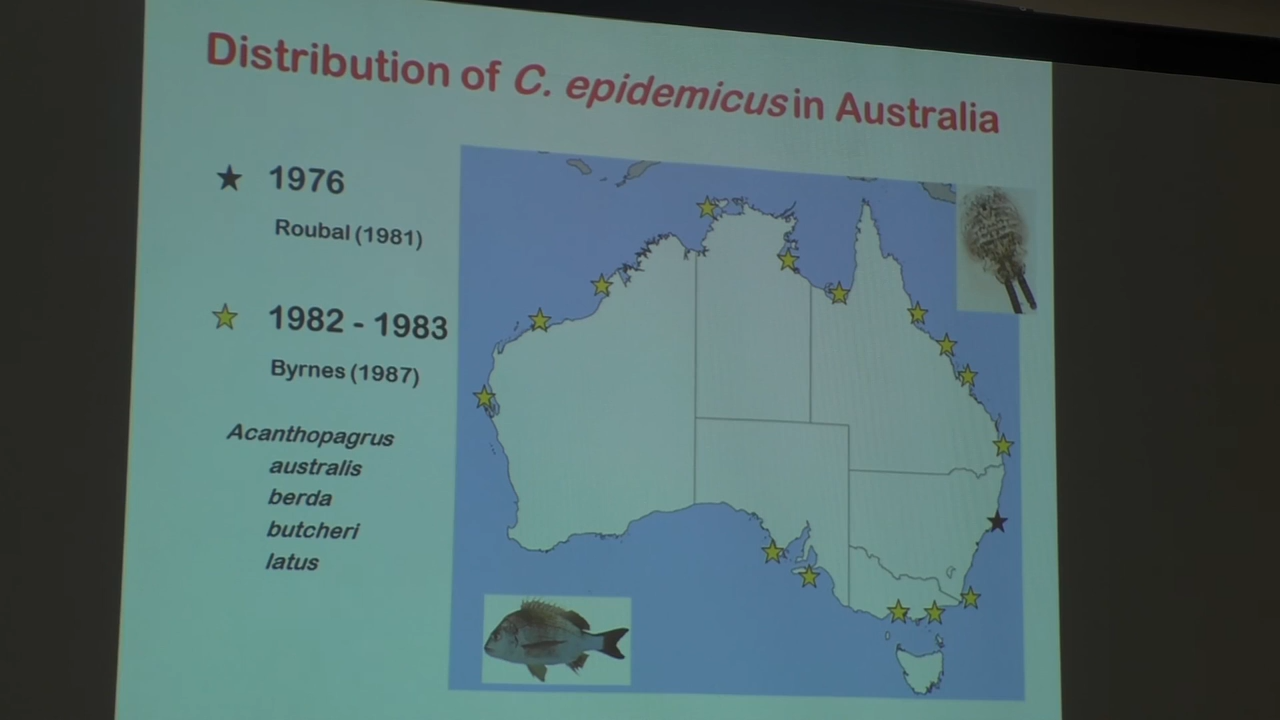 Distribution of C. epidemicus in Australia
1976
Roubal (1981)
1982 - 1983
Byrnes (1987)
Acanthopagrus
australis
berda
butcheri
latus